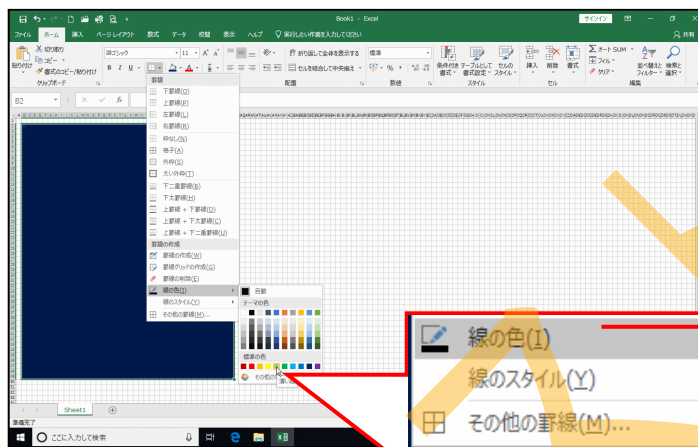 Book1 - Excel
サインイン
ファイル ホーム 挿入 ページ レイアウト 数式 データ 校閲 表示 ヘルプ 実行したい作業を入力してください
切り取り
コピー
書式のコピー/貼り付け
貼り付け
クリップボード
游ゴシック 11
B I U
折り返して全体を表示する
セルを結合して中央揃え
配置
標準
数値
条件付き書式 テーブルとして書式設定 セルのスタイル
スタイル
挿入 削除 書式
セル
オート SUM
フィル
クリア
並べ替えと フィルター 検索と 選択
編集
B2
罫線
下罫線(O)
上罫線(P)
左罫線(L)
右罫線(R)
枠なし(N)
格子(A)
外枠(S)
太い外枠(T)
下二重罫線(B)
下太罫線(H)
上罫線 + 下罫線(D)
上罫線 + 下太罫線(C)
上罫線 + 下二重罫線(U)
罫線の作成
罫線の作成(W)
罫線グリッドの作成(G)
罫線の削除(E)
線の色(I)
線のスタイル(Y)
その他の罫線(M)...
自動
テーマの色
標準の色
その他の
線の色(I)
線のスタイル(Y)
その他の罫線(M)...
Sheet1
準備完了
ここに入力して検索